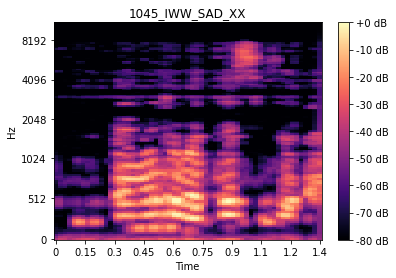 1045_IWW_SAD_XX
8192
4096
2048
1024
512
0
Hz
0
0.15
0.3
0.45
0.6
0.75
0.9
1.1
1.2
1.4
Time
+0 dB
-10 dB
-20 dB
-30 dB
-40 dB
-50 dB
-60 dB
-70 dB
-80 dB